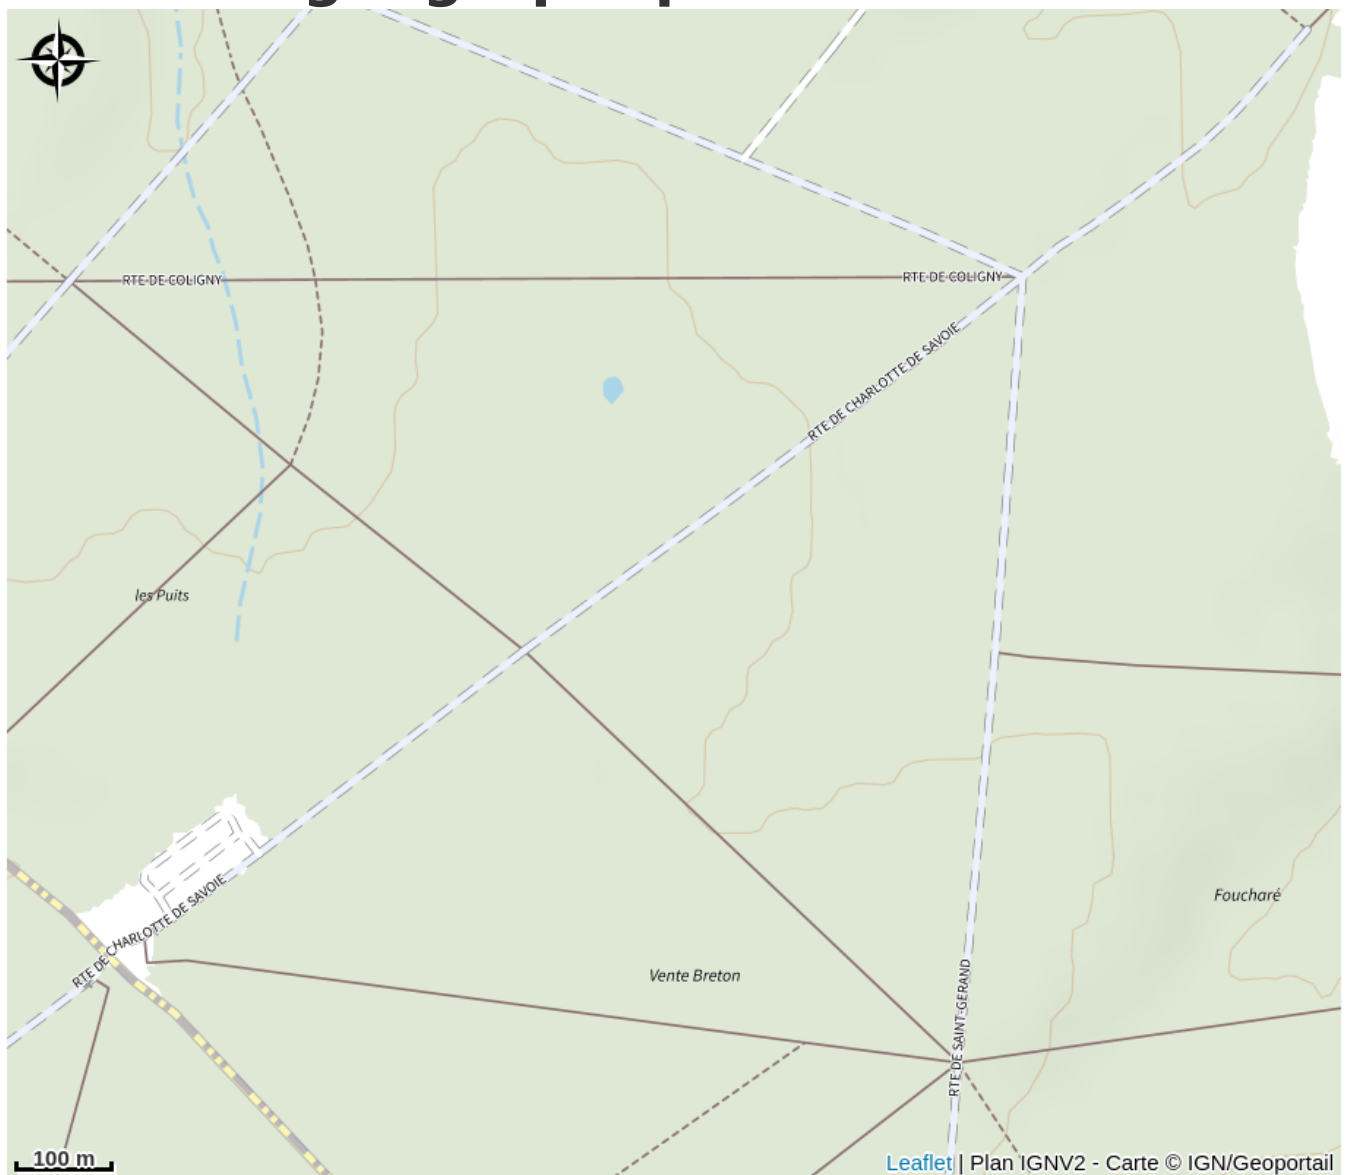 RTE DE COLIGNY
RTE DE COLIGNY
RTE DE CHARLOTTE DE SAVOIE
les Puits
RTE DE CHARLOTTE DE SAVOIE
Foucharé
Vente Breton
RTE DE SAINT-GERAND
100 m
Leaflet | Plan IGNV2 - Carte © IGN/Geoportail